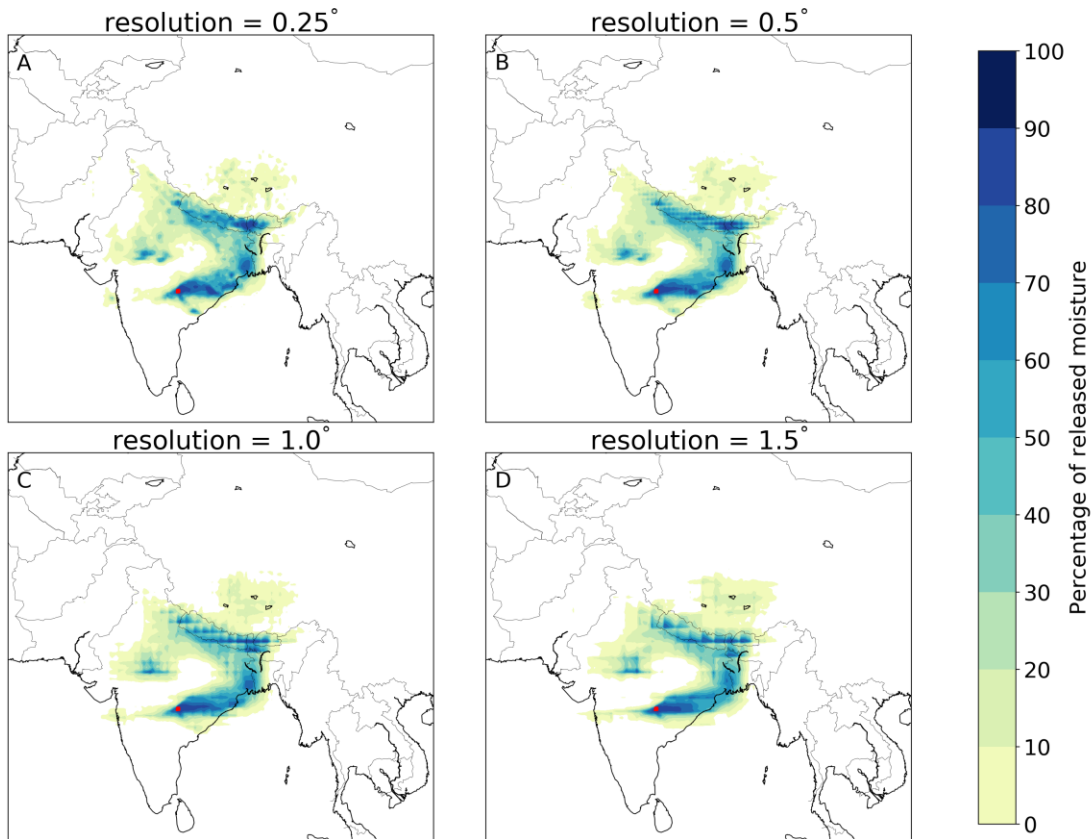 resolution = 0.25°
resolution = 0.5°
A
B
resolution = 1.0°
resolution = 1.5°
C
D
100
90
80
70
60
50
40
30
20
10
0
Percentage of released moisture